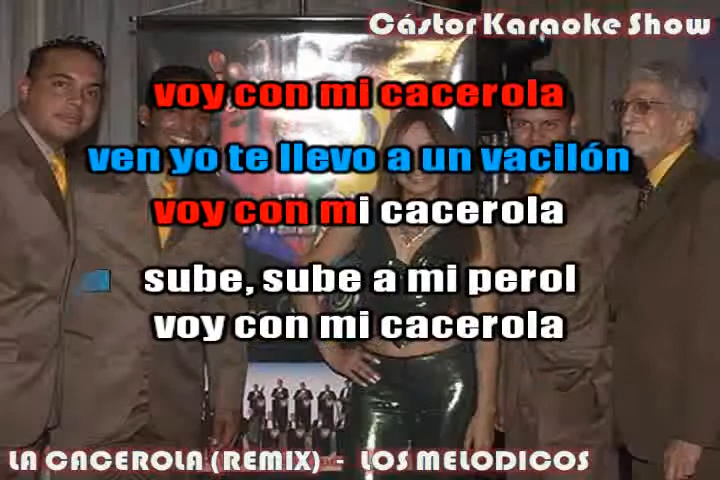 Cástor Karaoke Show
voy con mi cacerola
ven yo te llevo a un vacilón
voy con mi cacerola
sube, sube a mi perol
voy con mi cacerola
LA CACEROLA (REMIX) - LOS MELODICOS